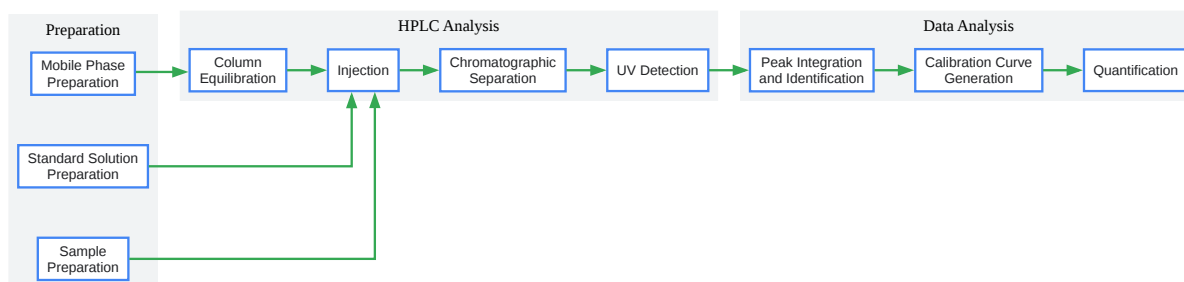 Preparation
Mobile Phase
Preparation
Standard Solution
Preparation
Sample
Preparation
HPLC Analysis
Column
Equilibration
Injection
Chromatographic
Separation
UV Detection
Data Analysis
Peak Integration
and Identification
Calibration Curve
Generation
Quantification